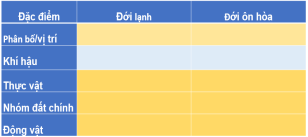 Đặc điểm Đới lạnh Đới ôn hòa
Phân bố/vị trí
Khí hậu
Thực vật
Nhóm đất chính
Động vật